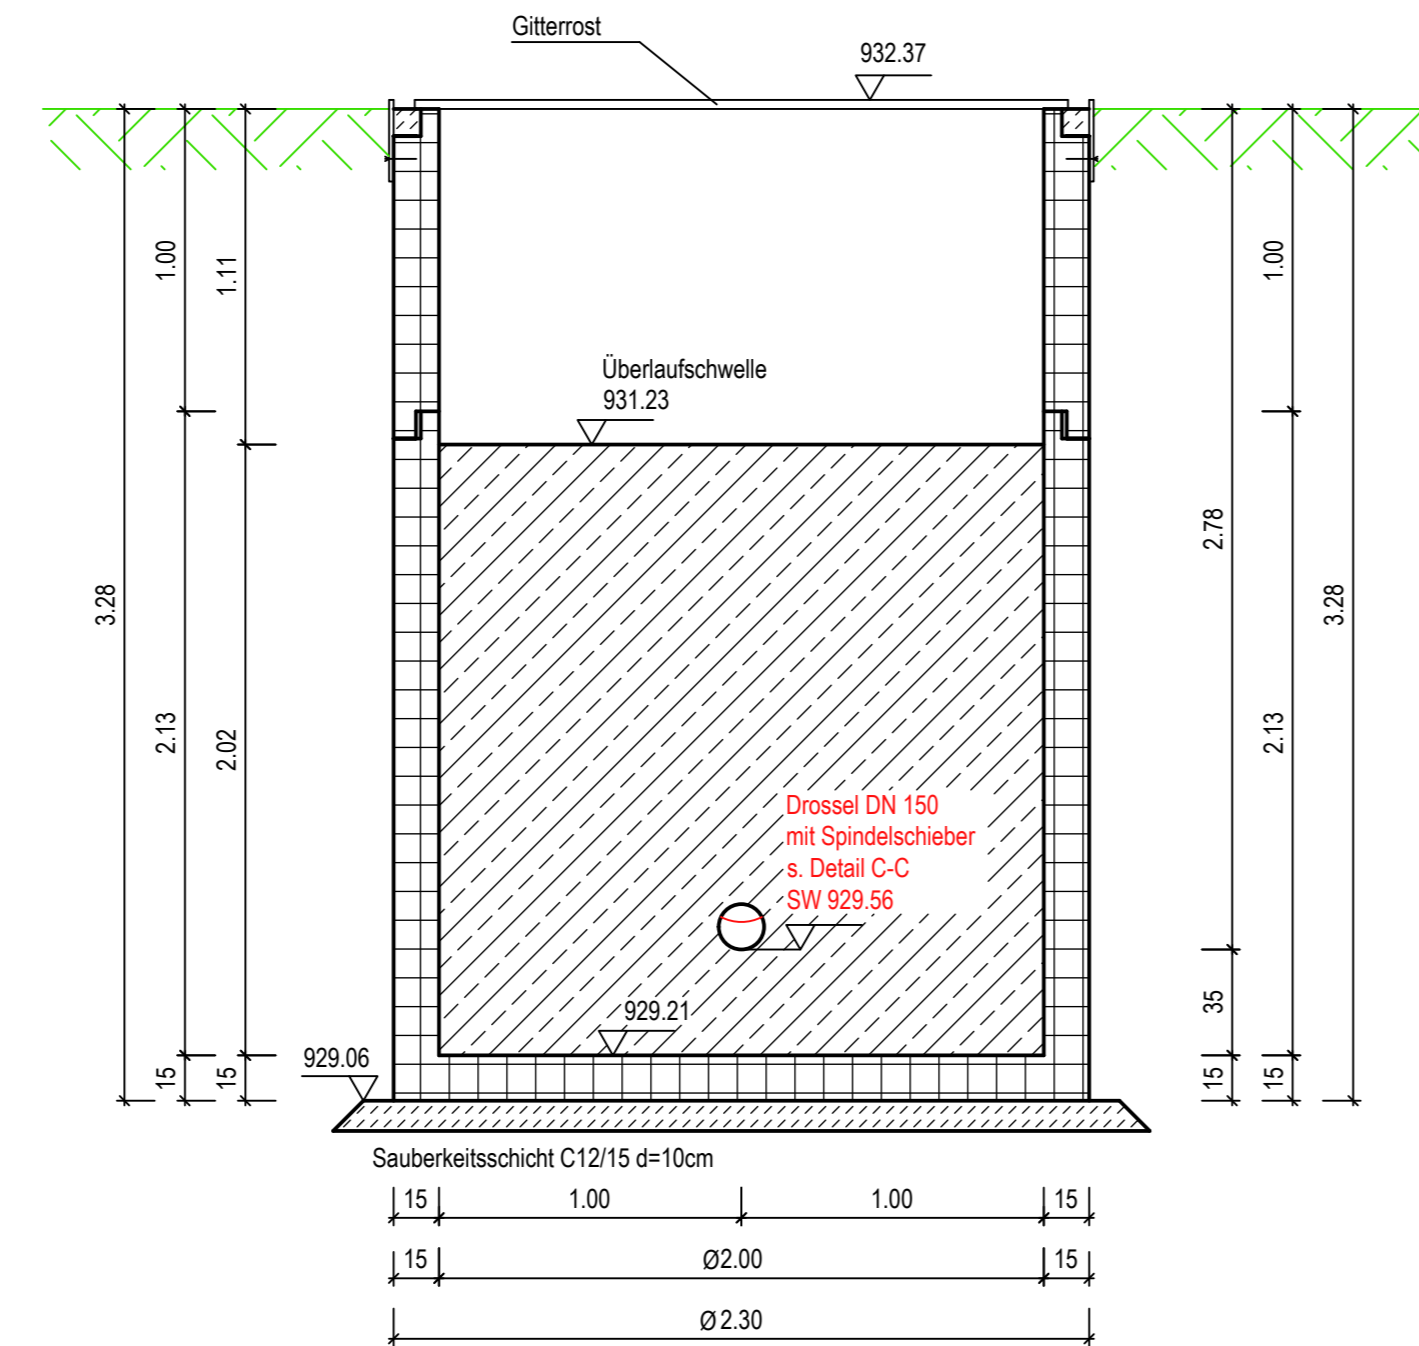 Gitterrost
932.37
1.00
1.11
1.00
Überlaufschwelle
931.23
2.78
3.28
3.28
2.13
2.02
2.13
Drossel DN 150
mit Spindelschieber
s. Detail C-C
SW 929.56
929.21
35
929.06
15
15
15
15
Sauberkeitsschicht C12/15 d=10cm
15
1.00
1.00
15
15
Ø2.00
15
Ø 2.30